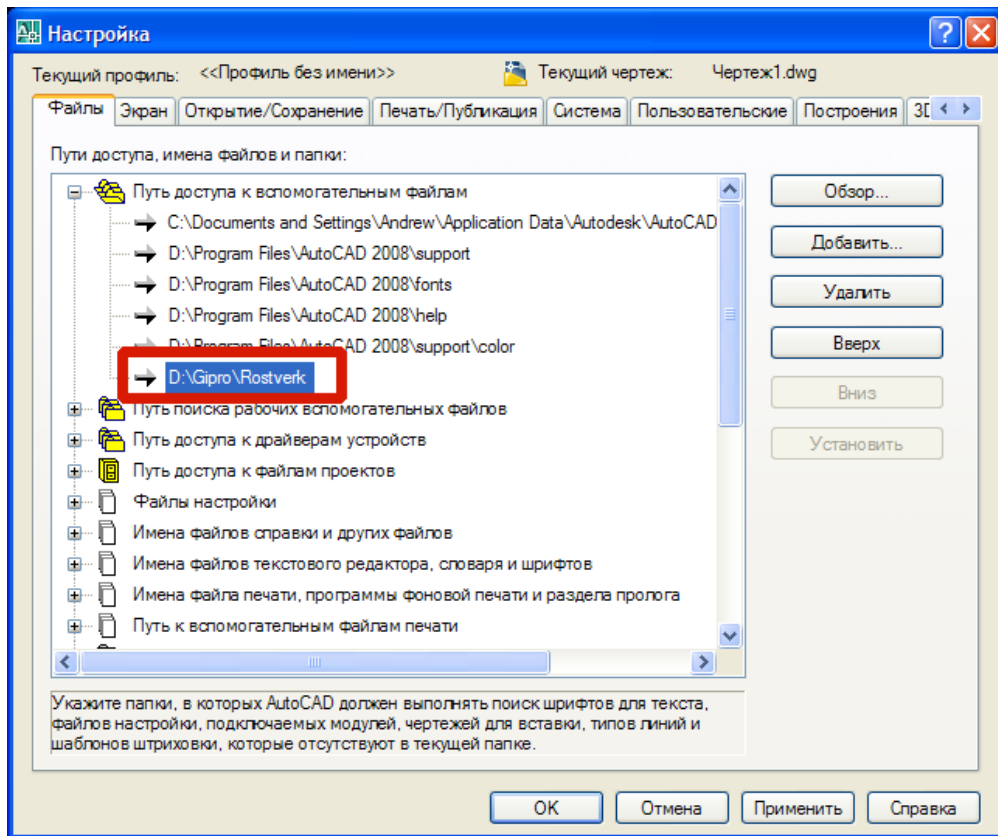 Настройка
Текущий профиль: <<Профиль без имени>> Текущий чертеж: Чертеж1.dwg
Файлы Экран Открытие/Сохранение Печать/Публикация Система Пользовательские Построения
Пути доступа, имена файлов и папки:
Путь доступа к вспомогательным файлам
C:\Documents and Settings\Andrew\Application Data\Autodesk\AutoCAD
D:\Program Files\AutoCAD 2008\support
D:\Program Files\AutoCAD 2008\fonts
D:\Program Files\AutoCAD 2008\help
D:\Program Files\AutoCAD 2008\support\color
D:\Gipro\Rostverk
Путь поиска рабочих вспомогательных файлов
Путь доступа к драйверам устройств
Путь доступа к файлам проектов
Файлы настройки
Имена файлов справки и других файлов
Имена файлов текстового редактора, словаря и шрифтов
Имена файла печати, программы фоновой печати и раздела пролога
Путь к вспомогательным файлам печати
Обзор...
Добавить...
Удалить
Вверх
Вниз
Установить
Укажите папки, в которых AutoCAD должен выполнять поиск шрифтов для текста,
файлов настройки, подключаемых модулей, чертежей для вставки, типов линий и
шаблонов штриховки, которые отсутствуют в текущей папке.
OK Отмена Применить Справка